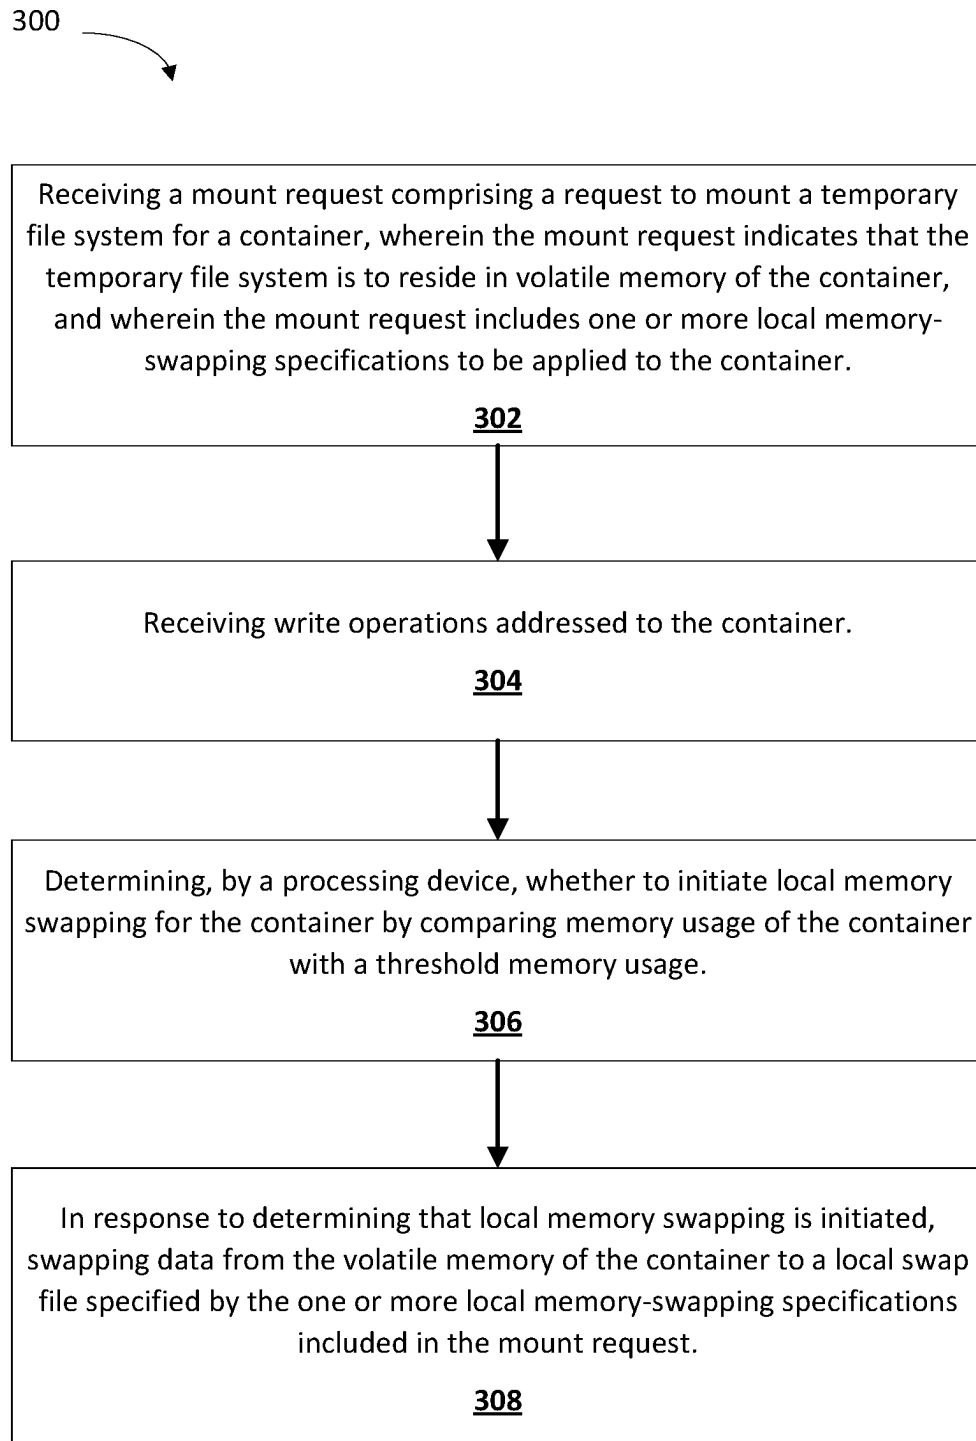 300
Receiving a mount request comprising a request to mount a temporary
file system for a container, wherein the mount request indicates that the
temporary file system is to reside in volatile memory of the container,
and wherein the mount request includes one or more local memory-
swapping specifications to be applied to the container.
302
Receiving write operations addressed to the container.
304
Determining, by a processing device, whether to initiate local memory
swapping for the container by comparing memory usage of the container
with a threshold memory usage.
306
In response to determining that local memory swapping is initiated,
swapping data from the volatile memory of the container to a local swap
file specified by the one or more local memory-swapping specifications
included in the mount request.
308